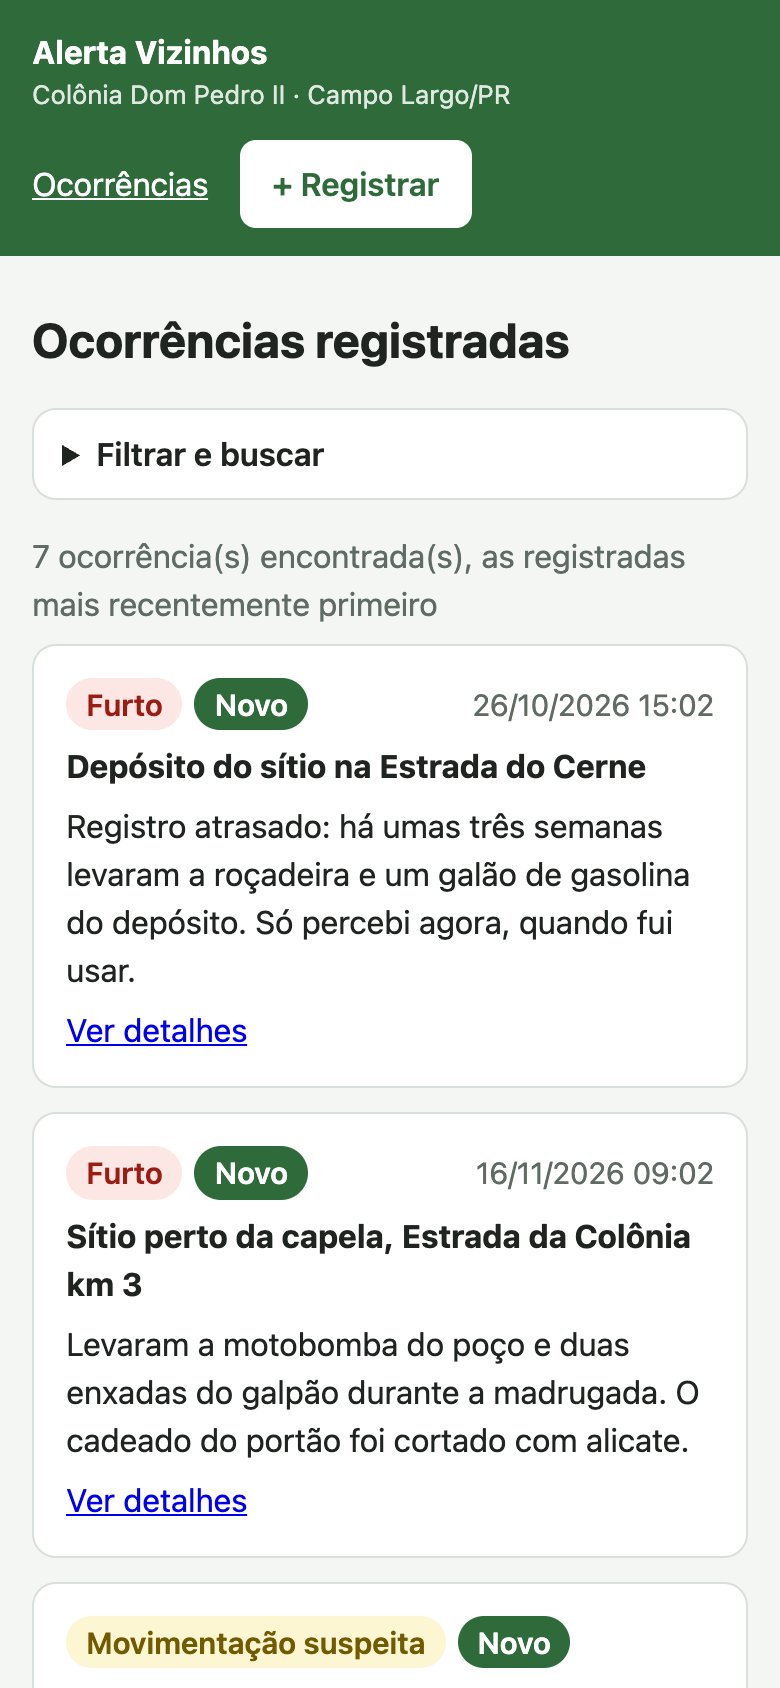 Alerta Vizinhos
Colônia Dom Pedro II · Campo Largo/PR
Ocorrências
+ Registrar
Ocorrências registradas
▶ Filtrar e buscar
7 ocorrência(s) encontrada(s), as registradas
mais recentemente primeiro
Furto
Novo
26/10/2026 15:02
Depósito do sítio na Estrada do Cerne
Registro atrasado: há umas três semanas
levaram a roçadeira e um galão de gasolina
do depósito. Só percebi agora, quando fui
usar.
Ver detalhes
Furto
Novo
16/11/2026 09:02
Sítio perto da capela, Estrada da Colônia
km 3
Levaram a motobomba do poço e duas
enxadas do galpão durante a madrugada. O
cadeado do portão foi cortado com alicate.
Ver detalhes
Movimentação suspeita
Novo